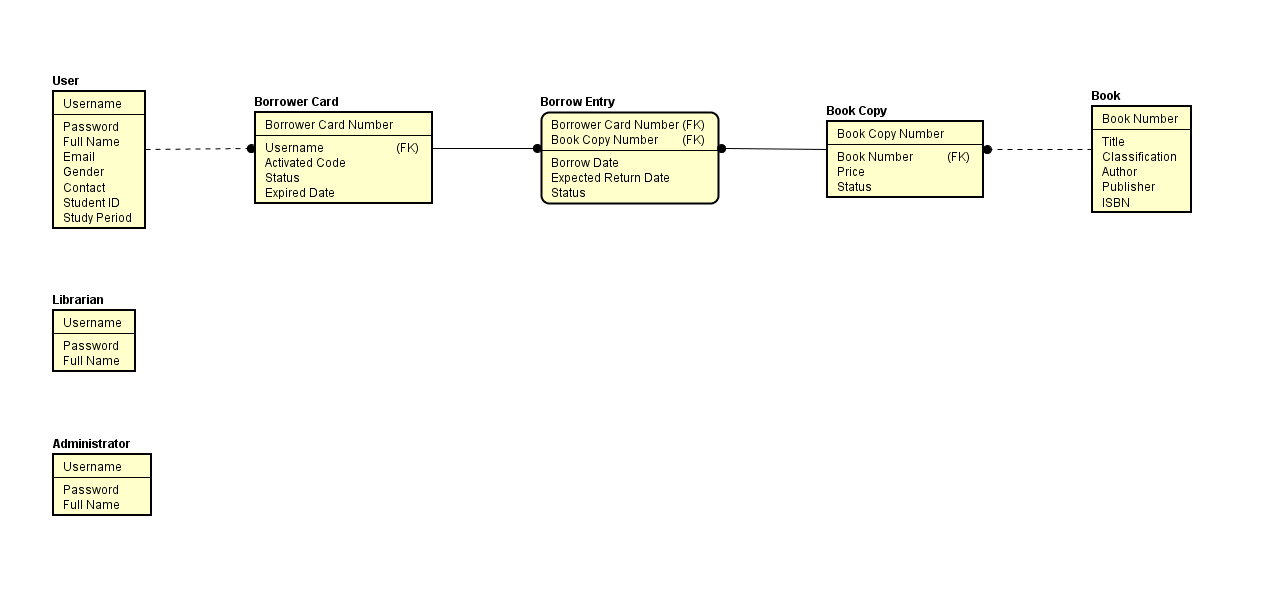 User
Username
Password
Full Name
Email
Gender
Contact
Student ID
Study Period
Borrower Card
Borrower Card Number
Username (FK)
Activated Code
Status
Expired Date
Borrow Entry
Borrower Card Number (FK)
Book Copy Number (FK)
Borrow Date
Expected Return Date
Status
Book Copy
Book Copy Number
Book Number (FK)
Price
Status
Book
Book Number
Title
Classification
Author
Publisher
ISBN
Librarian
Username
Password
Full Name
Administrator
Username
Password
Full Name